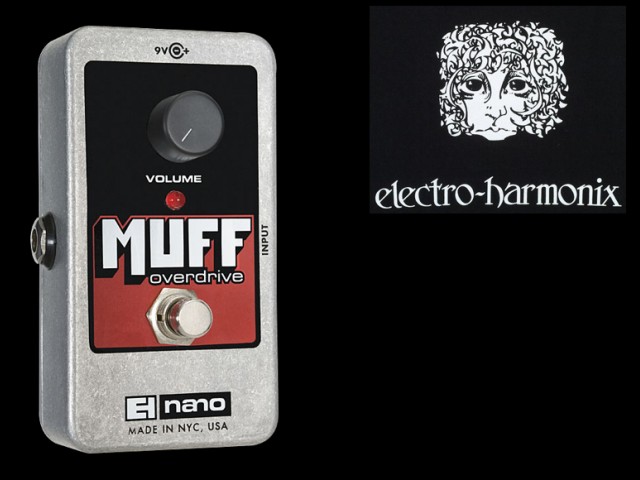 9V +
VOLUME
MUFF
INPUT
overdrive
EH nano
MADE IN NYC, USA
electro-harmonix